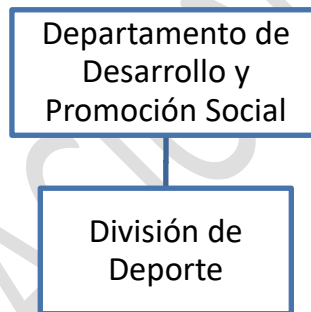 Departamento de
Desarrollo y
Promoción Social
División de
Deporte